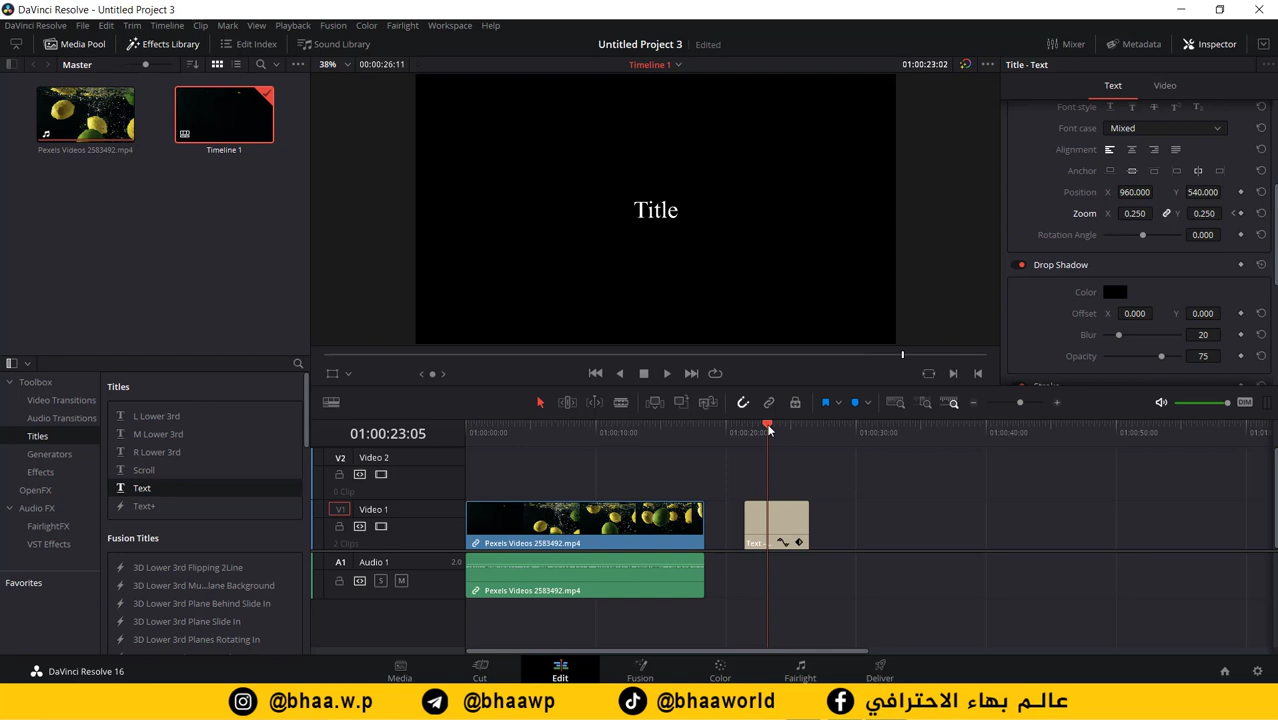 DaVinci Resolve - Untitled Project 3
DaVinci Resolve File Edit Trim Timeline Clip Mark View Playback Fusion Color Fairlight Workspace Help
Media Pool Effects Library Edit Index Sound Library Untitled Project 3 Edited Mixer Metadata Inspector
Master 38% 00:00:26:11 Timeline 1 01:00:23:02 Title - Text
Text Video
Pexels Videos 2583492.mp4 Timeline 1
Title
Font style
Font case Mixed
Alignment
Anchor
Position X 960.000 Y 540.000
Zoom X 0.250 Y 0.250
Rotation Angle 0.000
Drop Shadow
Color
Offset X 0.000 Y 0.000
Blur 20
Opacity 75
Toolbox
Video Transitions
Audio Transitions
Titles
Generators
Effects
OpenFX
Audio FX
FairlightFX
VST Effects
Favorites
Titles
L Lower 3rd
M Lower 3rd
R Lower 3rd
Scroll
Text
Text+
Fusion Titles
3D Lower 3rd Flipping 2Line
3D Lower 3rd Mu...lane Background
3D Lower 3rd Plane Behind Slide In
3D Lower 3rd Plane Slide In
3D Lower 3rd Planes Rotating In
DIM
01:00:23:05 01:00:00:00 01:00:10:00 01:00:20:00 01:00:30:00 01:00:40:00 01:00:50:00
V2 Video 2
0 Clip
V1 Video 1
2 Clips
Pexels Videos 2583492.mp4
Text -
A1 Audio 1 2.0
S M
Pexels Videos 2583492.mp4
DaVinci Resolve 16 Media Cut Edit Fusion Color Fairlight Deliver
@bhaa.w.p @bhaawp @bhaaworld عالم بهاء الاحترافي